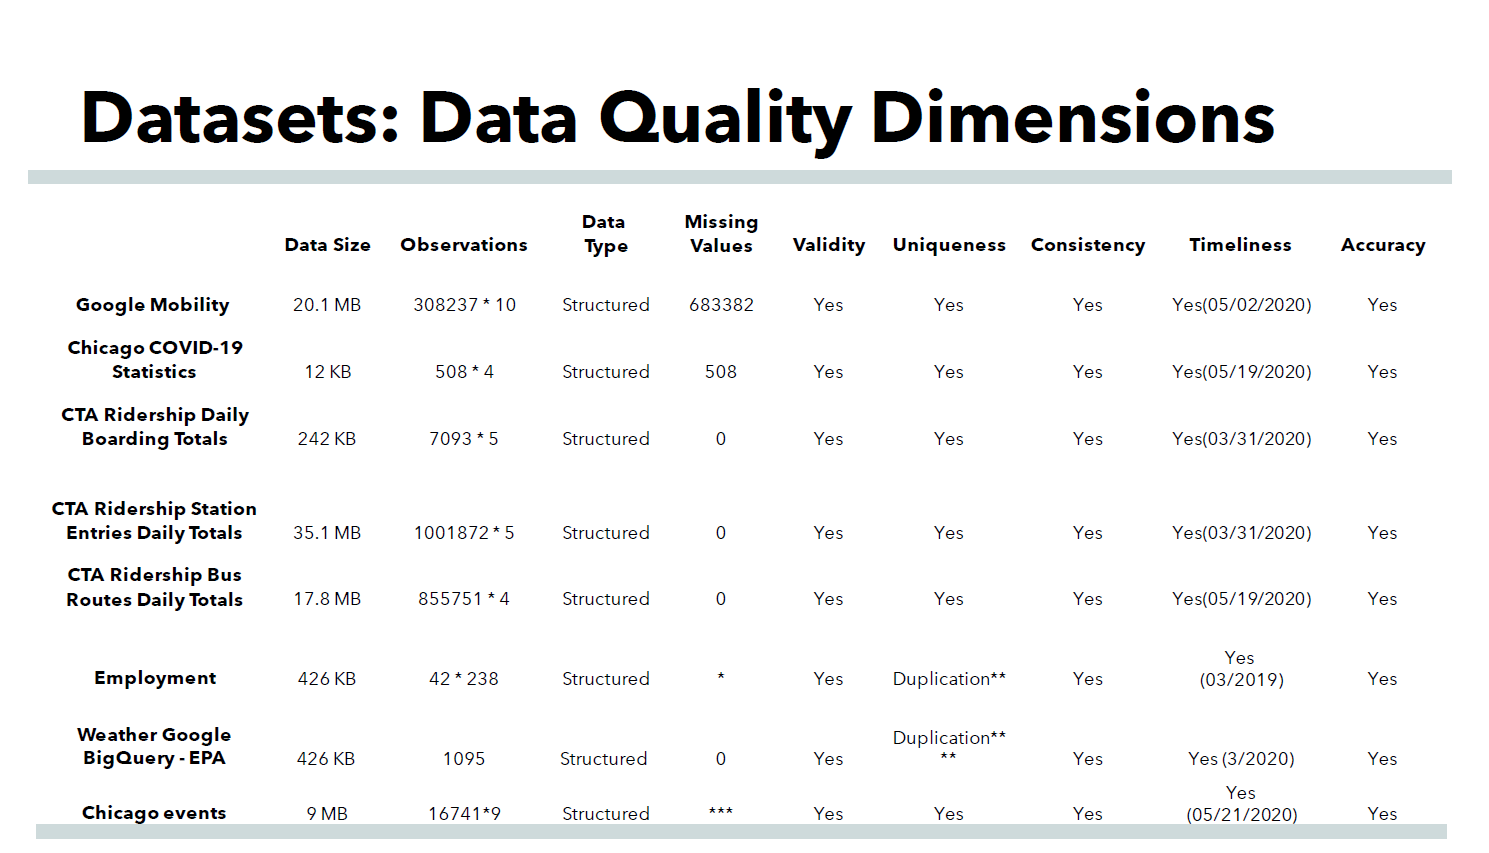 Datasets: Data Quality Dimensions
Data Size Observations Data Type Missing Values Validity Uniqueness Consistency Timeliness Accuracy
Google Mobility 20.1 MB 308237 * 10 Structured 683382 Yes Yes Yes Yes(05/02/2020) Yes
Chicago COVID-19 Statistics 12 KB 508 * 4 Structured 508 Yes Yes Yes Yes(05/19/2020) Yes
CTA Ridership Daily Boarding Totals 242 KB 7093 * 5 Structured 0 Yes Yes Yes Yes(03/31/2020) Yes
CTA Ridership Station Entries Daily Totals 35.1 MB 1001872 * 5 Structured 0 Yes Yes Yes Yes(03/31/2020) Yes
CTA Ridership Bus Routes Daily Totals 17.8 MB 855751 * 4 Structured 0 Yes Yes Yes Yes(05/19/2020) Yes
Employment 426 KB 42 * 238 Structured * Yes Duplication** Yes Yes (03/2019) Yes
Weather Google BigQuery - EPA 426 KB 1095 Structured 0 Yes Duplication** ** Yes Yes (3/2020) Yes
Chicago events 9 MB 16741*9 Structured *** Yes Yes Yes Yes (05/21/2020) Yes